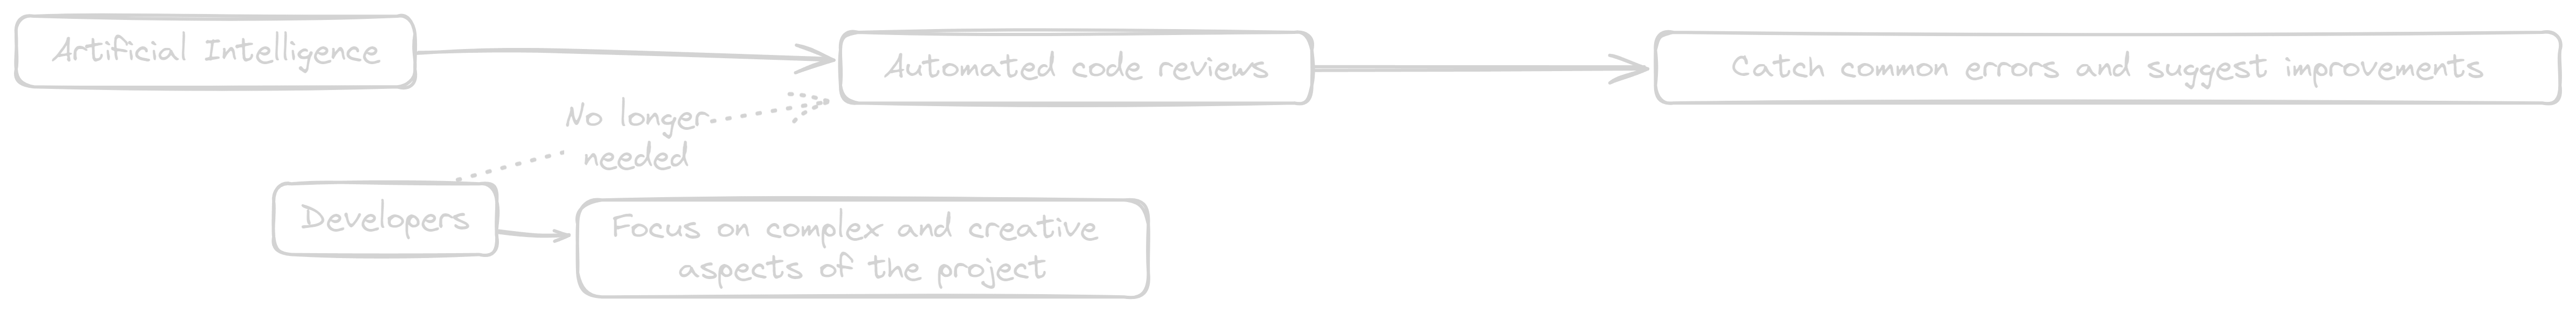 Artificial Intelligence
Automated code reviews
Catch common errors and suggest improvements
No longer
needed
Developers
Focus on complex and creative
aspects of the project